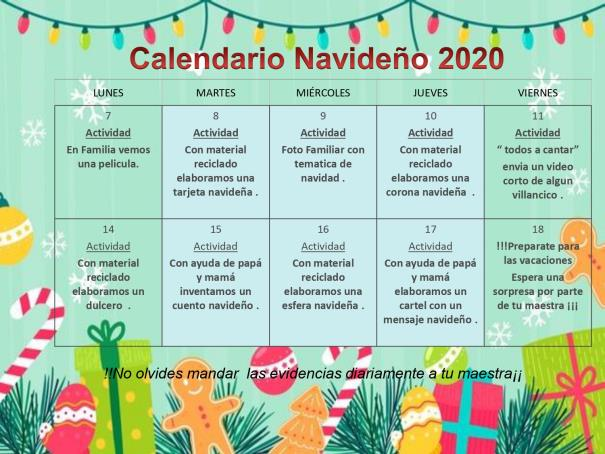 Calendario Navideño 2020
LUNES MARTES MIÉRCOLES JUEVES VIERNES
7
Actividad
En Familia vemos
una pelicula.
8
Actividad
Con material
reciclado
elaboramos una
tarjeta navideña .
9
Actividad
Foto Familiar con
tematica de
navidad .
10
Actividad
Con material
reciclado
elaboramos una
corona navideña .
11
Actividad
“ todos a cantar”
envia un video
corto de algun
villancico .
14
Actividad
Con material
reciclado
elaboramos un
dulcero .
15
Actividad
Con ayuda de papá
y mamá
inventamos un
cuento navideño .
16
Actividad
Con material
reciclado
elaboramos una
esfera navideña .
17
Actividad
Con ayuda de papá
y mamá
elaboramos un
cartel con un
mensaje navideño .
18
!!!Preparate para
las vacaciones
Espera una
sorpresa por parte
de tu maestra ¡¡¡
!!No olvides mandar las evidencias diariamente a tu maestra¡¡